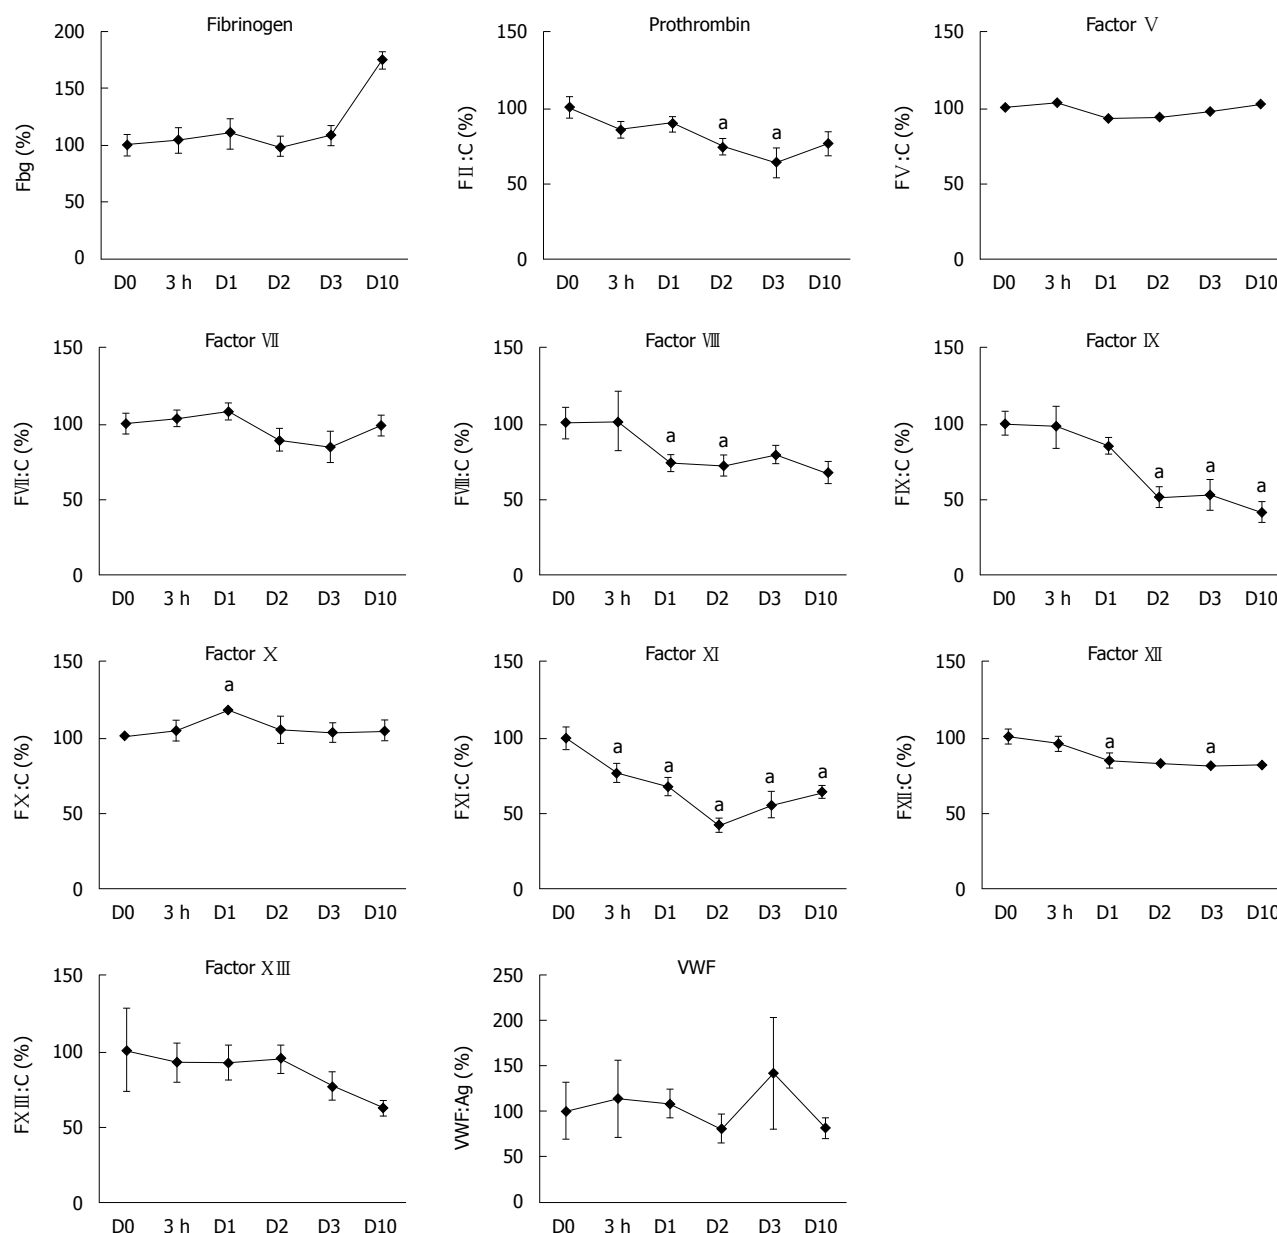 Fibrinogen
200
150
100
50
0
Fbg (%)
D0 3 h D1 D2 D3 D10
Prothrombin
150
100
50
0
FⅡ:C (%)
a a
D0 3 h D1 D2 D3 D10
Factor Ⅴ
150
100
50
0
FⅤ:C (%)
D0 3 h D1 D2 D3 D10
Factor Ⅶ
150
100
50
0
FⅦ:C (%)
D0 3 h D1 D2 D3 D10
Factor Ⅷ
150
100
50
0
FⅧ:C (%)
a a
D0 3 h D1 D2 D3 D10
Factor Ⅸ
150
100
50
0
FⅨ:C (%)
a a a
D0 3 h D1 D2 D3 D10
Factor Ⅹ
150
100
50
0
FⅩ:C (%)
a
D0 3 h D1 D2 D3 D10
Factor Ⅺ
150
100
50
0
FⅪ:C (%)
a a a a a
D0 3 h D1 D2 D3 D10
Factor Ⅻ
150
100
50
0
FⅫ:C (%)
a a
D0 3 h D1 D2 D3 D10
Factor ⅩⅢ
150
100
50
0
FⅩⅢ:C (%)
D0 3 h D1 D2 D3 D10
VWF
250
200
150
100
50
0
VWF:Ag (%)
D0 3 h D1 D2 D3 D10